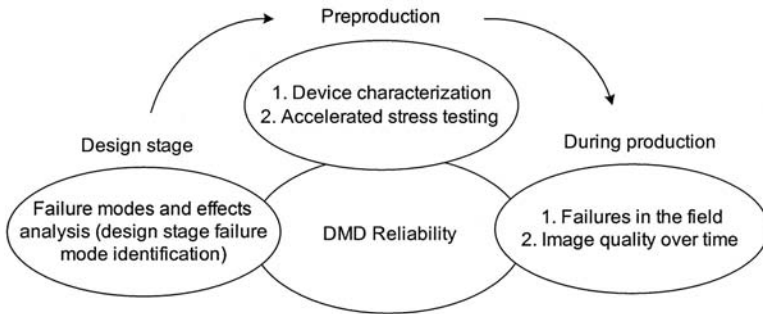 Preproduction
1. Device characterization
2. Accelerated stress testing
Design stage
During production
Failure modes and effects
analysis (design stage failure
mode identification)
DMD Reliability
1. Failures in the field
2. Image quality over time